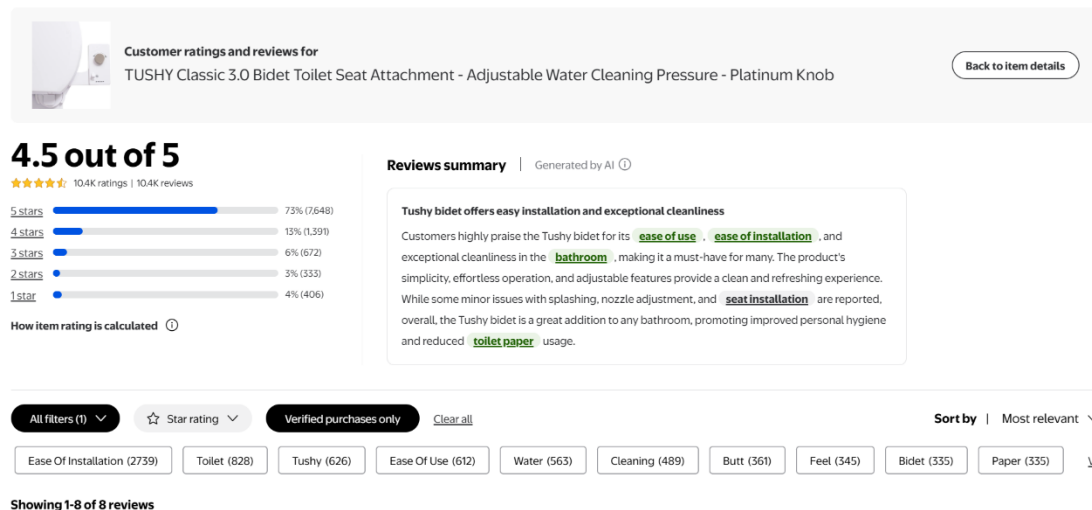 Customer ratings and reviews for
TUSHY Classic 3.0 Bidet Toilet Seat Attachment - Adjustable Water Cleaning Pressure - Platinum Knob
Back to item details
4.5 out of 5
10.4K ratings | 10.4K reviews
5 stars 73% (7,648)
4 stars 13% (1,391)
3 stars 6% (672)
2 stars 3% (333)
1 star 4% (406)
How item rating is calculated
Reviews summary | Generated by AI
Tushy bidet offers easy installation and exceptional cleanliness
Customers highly praise the Tushy bidet for its ease of use , ease of installation , and
exceptional cleanliness in the bathroom , making it a must-have for many. The product's
simplicity, effortless operation, and adjustable features provide a clean and refreshing experience.
While some minor issues with splashing, nozzle adjustment, and seat installation are reported,
overall, the Tushy bidet is a great addition to any bathroom, promoting improved personal hygiene
and reduced toilet paper usage.
All filters (1) Star rating Verified purchases only Clear all Sort by | Most relevant
Ease Of Installation (2739) Toilet (828) Tushy (626) Ease Of Use (612) Water (563) Cleaning (489) Butt (361) Feel (345) Bidet (335) Paper (335)
Showing 1-8 of 8 reviews